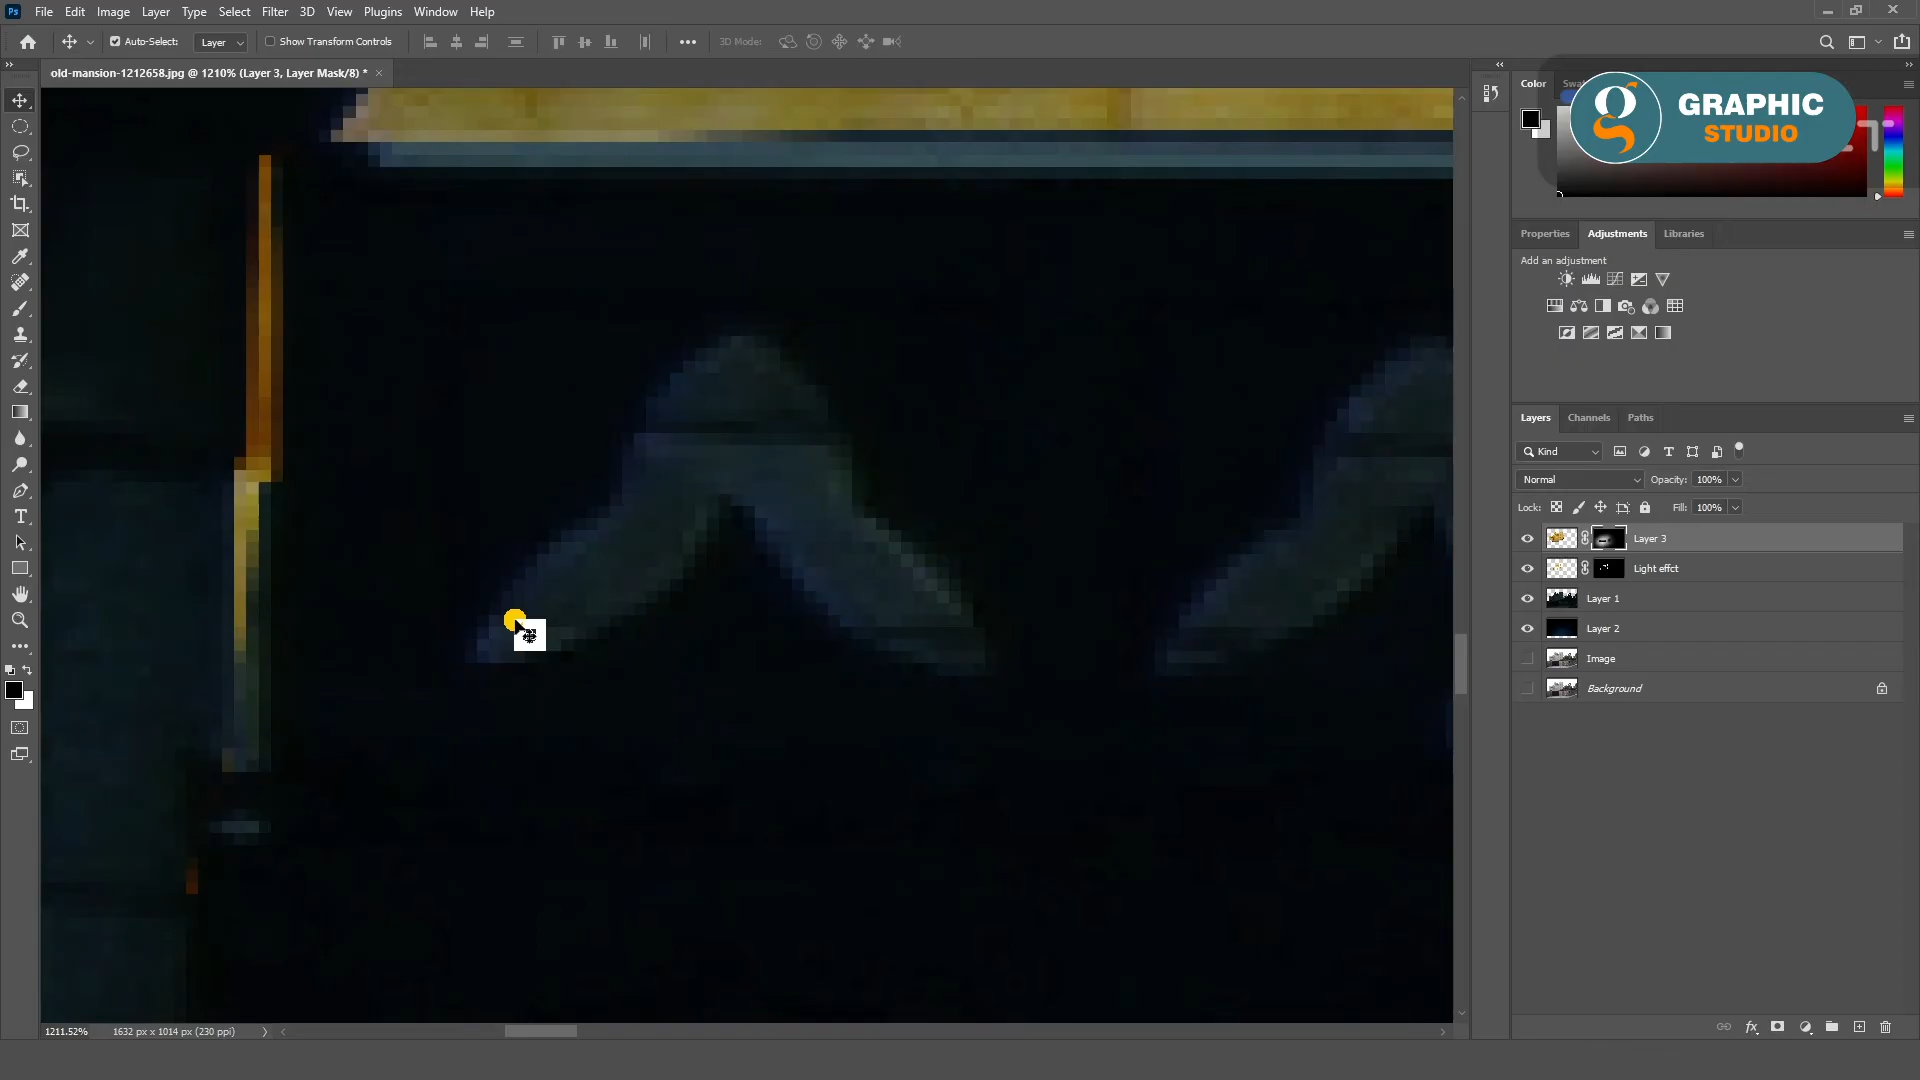 Ps File Edit Image Layer Type Select Filter 3D View Plugins Window Help
Auto-Select: Layer Show Transform Controls 3D Mode:
old-mansion-1212658.jpg @ 1210% (Layer 3, Layer Mask/8) *
Color
GRAPHIC
STUDIO
Properties Adjustments Libraries
Add an adjustment
Layers Channels Paths
Kind
Normal Opacity: 100%
Lock: Fill: 100%
Layer 3
Light effct
Layer 1
Layer 2
Image
Background
1211.52% 1632 px x 1014 px (230 ppi)